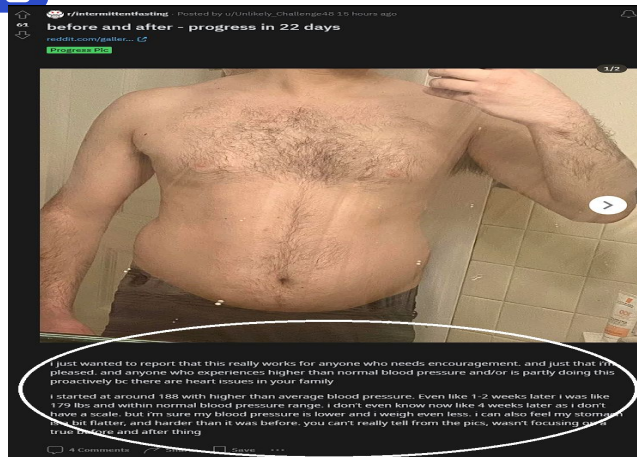 r/intermittentfasting · Posted by u/Unlikely_Challenge48 15 hours ago
61
before and after - progress in 22 days
reddit.com/galler...
Progress Pic
1/2
i just wanted to report that this really works for anyone who needs encouragement. and just that i'm
pleased. and anyone who experiences higher than normal blood pressure and/or is partly doing this
proactively bc there are heart issues in your family
i started at around 188 with higher than average blood pressure. Even like 1-2 weeks later i was like
179 lbs and within normal blood pressure range. i don't even know now like 4 weeks later as i don't
have a scale. but i'm sure my blood pressure is lower and i weigh even less. i can also feel my stomach
is a bit flatter, and harder than it was before. you can't really tell from the pics, wasn't focusing on a
true before and after thing
4 Comments Share Save ...